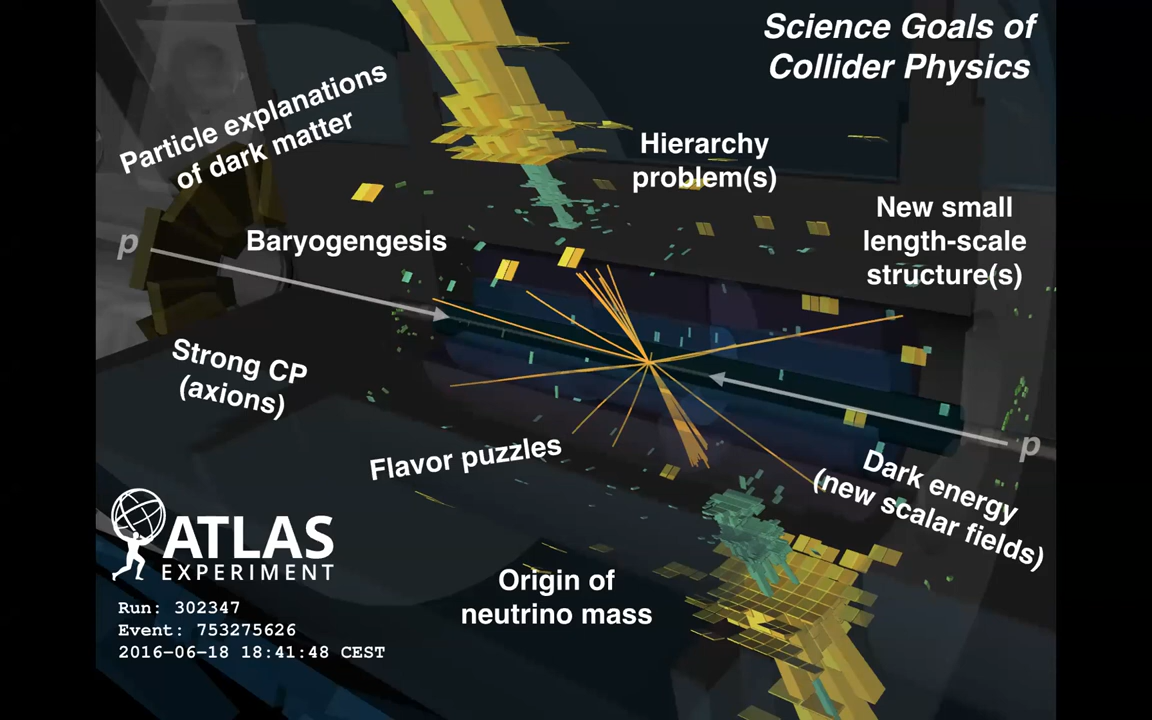 Science Goals of
Collider Physics
Particle explanations
of dark matter
Hierarchy
problem(s)
New small
length-scale
structure(s)
p
Baryogengesis
Strong CP
(axions)
p
Flavor puzzles
Dark energy
(new scalar fields)
ATLAS
EXPERIMENT
Origin of
neutrino mass
Run: 302347
Event: 753275626
2016-06-18 18:41:48 CEST